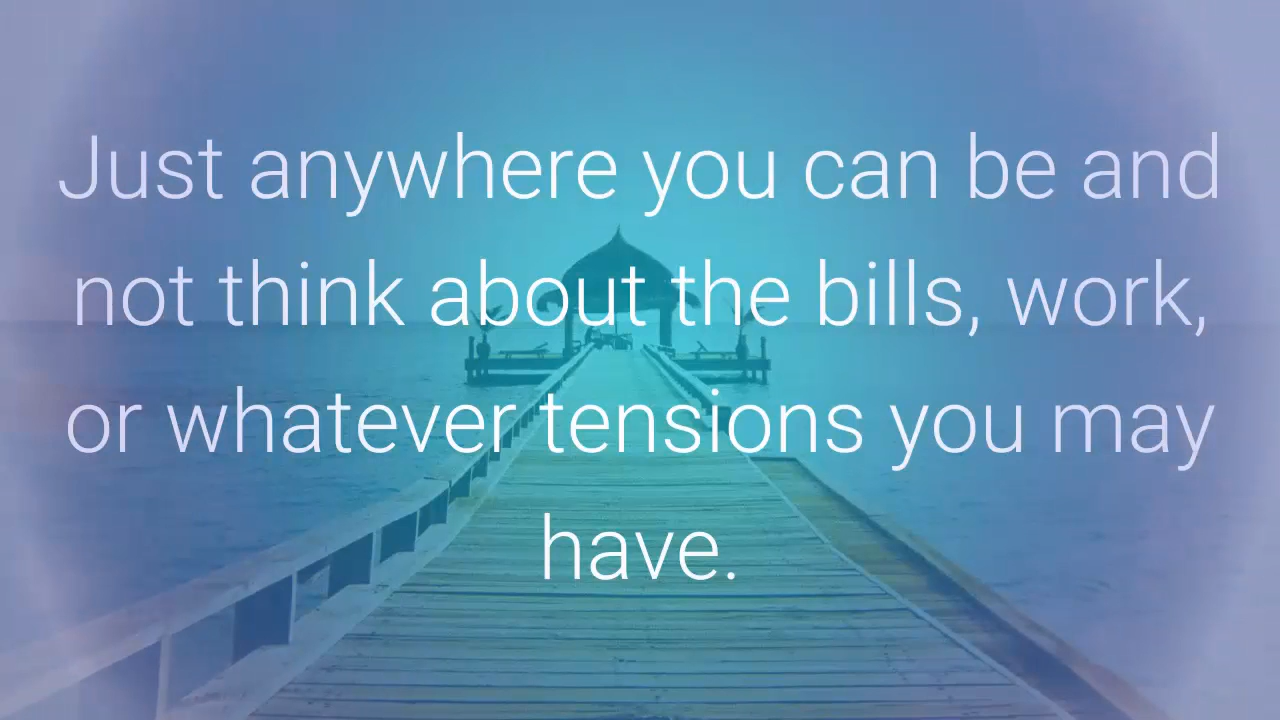 Just anywhere you can be and
not think about the bills, work,
or whatever tensions you may
have.